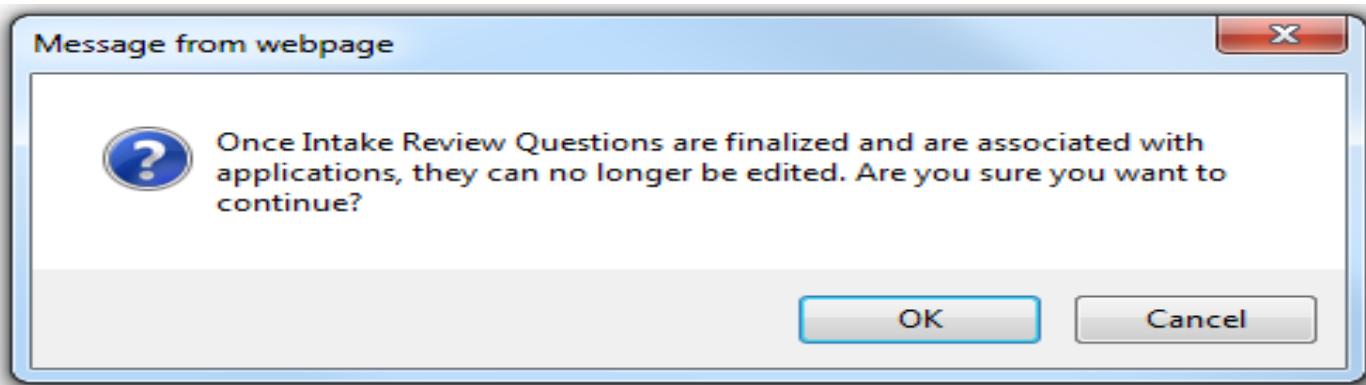 Message from webpage
Once Intake Review Questions are finalized and are associated with
applications, they can no longer be edited. Are you sure you want to
continue?
OK
Cancel